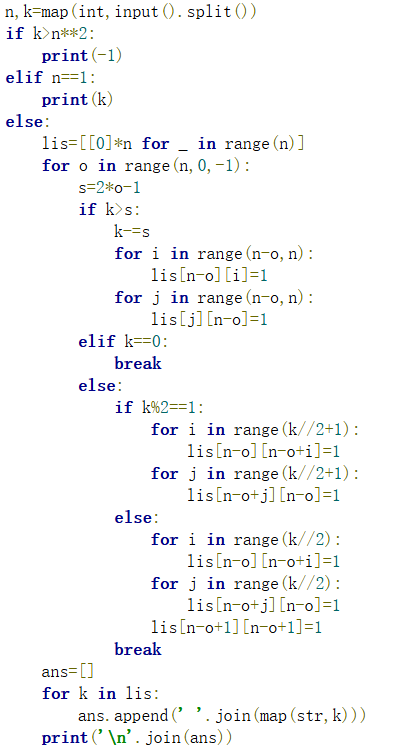 n,k=map(int,input().split())
if k>n**2:
    print(-1)
elif n==1:
    print(k)
else:
    lis=[[0]*n for _ in range(n)]
    for o in range(n,0,-1):
        s=2*o-1
        if k>s:
            k-=s
            for i in range(n-o,n):
                lis[n-o][i]=1
            for j in range(n-o,n):
                lis[j][n-o]=1
        elif k==0:
            break
        else:
            if k%2==1:
                for i in range(k//2+1):
                    lis[n-o][n-o+i]=1
                for j in range(k//2+1):
                    lis[n-o+j][n-o]=1
            else:
                for i in range(k//2):
                    lis[n-o][n-o+i]=1
                for j in range(k//2):
                    lis[n-o+j][n-o]=1
                lis[n-o+1][n-o+1]=1
            break
    ans=[]
    for k in lis:
        ans.append(' '.join(map(str,k)))
    print('\n'.join(ans))